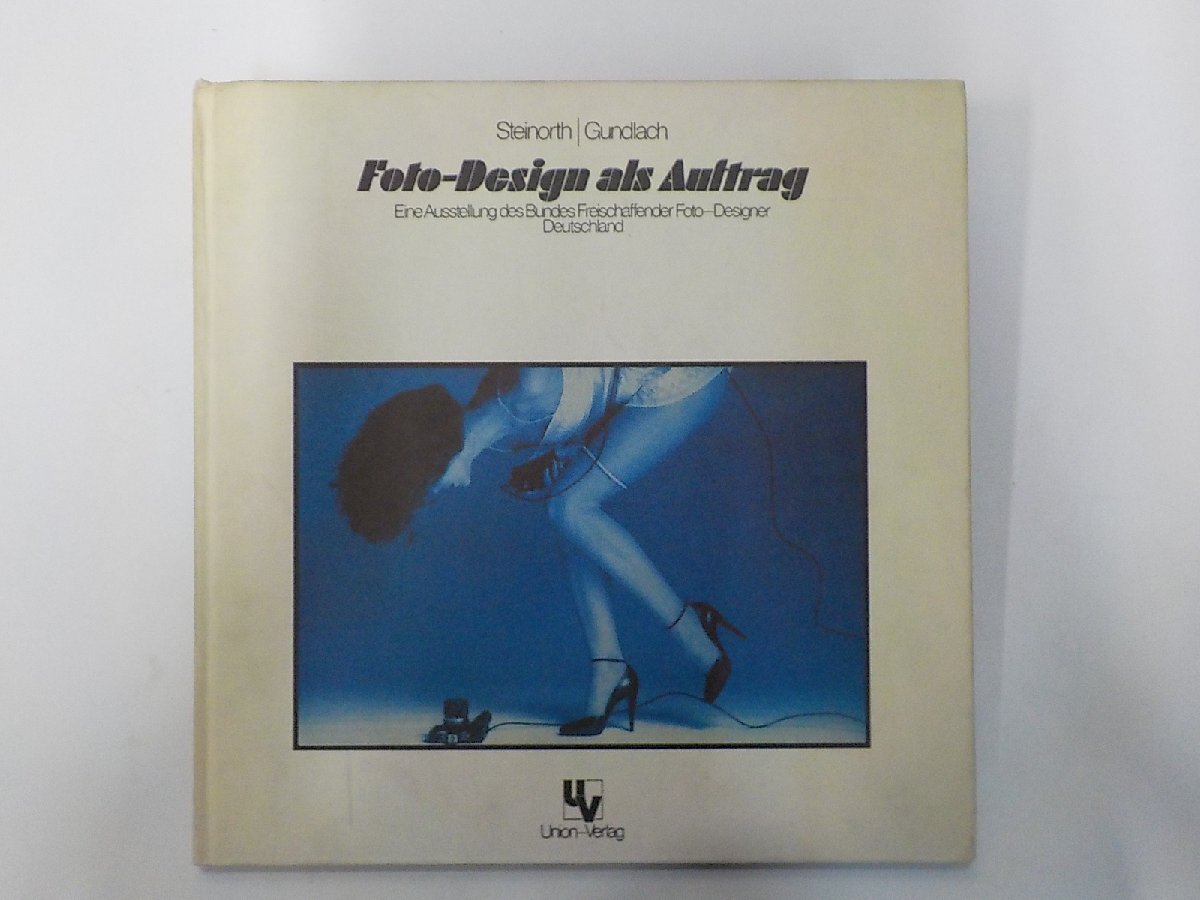 Steinorth | Gundlach
Foto-Design als Auftrag
Eine Ausstellung des Bundes Freischaffender Foto-Designer
Deutschland
UV
Union-Verlag